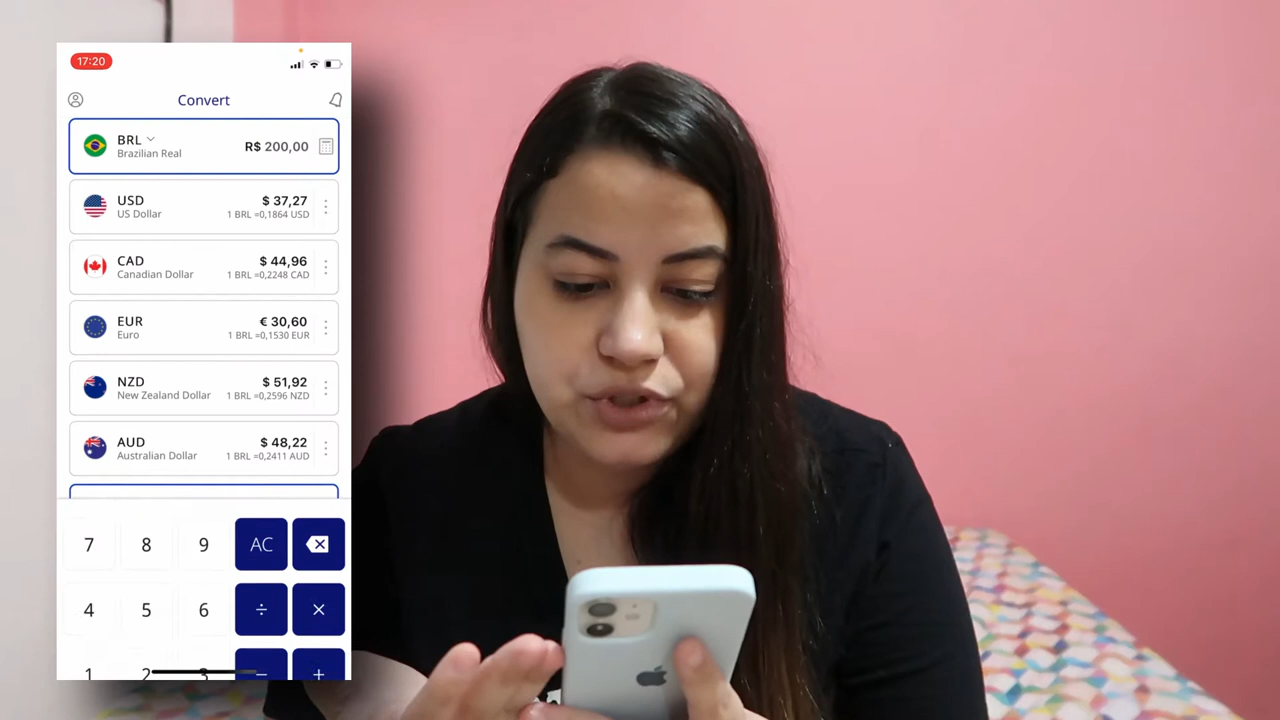 17:20
Convert
BRL
Brazilian Real
R$ 200,00
USD
US Dollar
$ 37,27
1 BRL =0,1864 USD
CAD
Canadian Dollar
$ 44,96
1 BRL =0,2248 CAD
EUR
Euro
€ 30,60
1 BRL =0,1530 EUR
NZD
New Zealand Dollar
$ 51,92
1 BRL =0,2596 NZD
AUD
Australian Dollar
$ 48,22
1 BRL =0,2411 AUD
7 8 9 AC
4 5 6 ÷ ×
1 2 3 − +